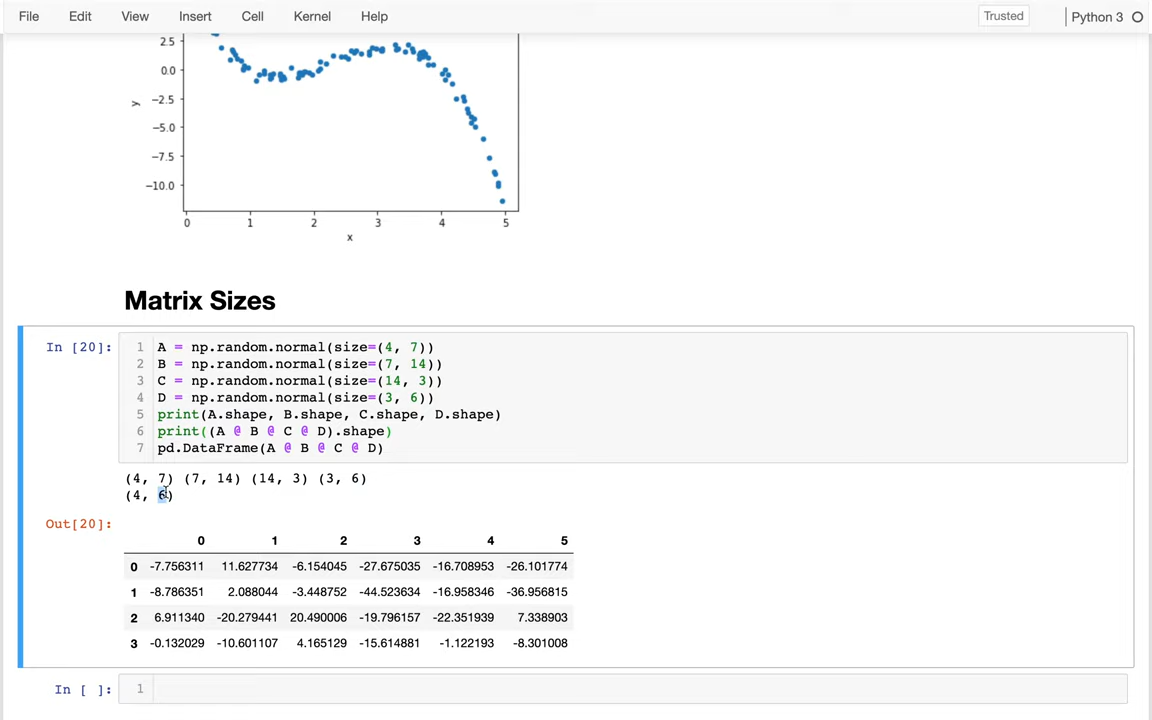 File Edit View Insert Cell Kernel Help Trusted Python 3
2.5
0.0
−2.5
−5.0
−7.5
−10.0
y
0 1 2 3 4 5
x
Matrix Sizes
In [20]:
1 A = np.random.normal(size=(4, 7))
2 B = np.random.normal(size=(7, 14))
3 C = np.random.normal(size=(14, 3))
4 D = np.random.normal(size=(3, 6))
5 print(A.shape, B.shape, C.shape, D.shape)
6 print((A @ B @ C @ D).shape)
7 pd.DataFrame(A @ B @ C @ D)
(4, 7) (7, 14) (14, 3) (3, 6)
(4, 6)
Out[20]:
0 1 2 3 4 5
0 -7.756311 11.627734 -6.154045 -27.675035 -16.708953 -26.101774
1 -8.786351 2.088044 -3.448752 -44.523634 -16.958346 -36.956815
2 6.911340 -20.279441 20.490006 -19.796157 -22.351939 7.338903
3 -0.132029 -10.601107 4.165129 -15.614881 -1.122193 -8.301008
In [ ]: 1